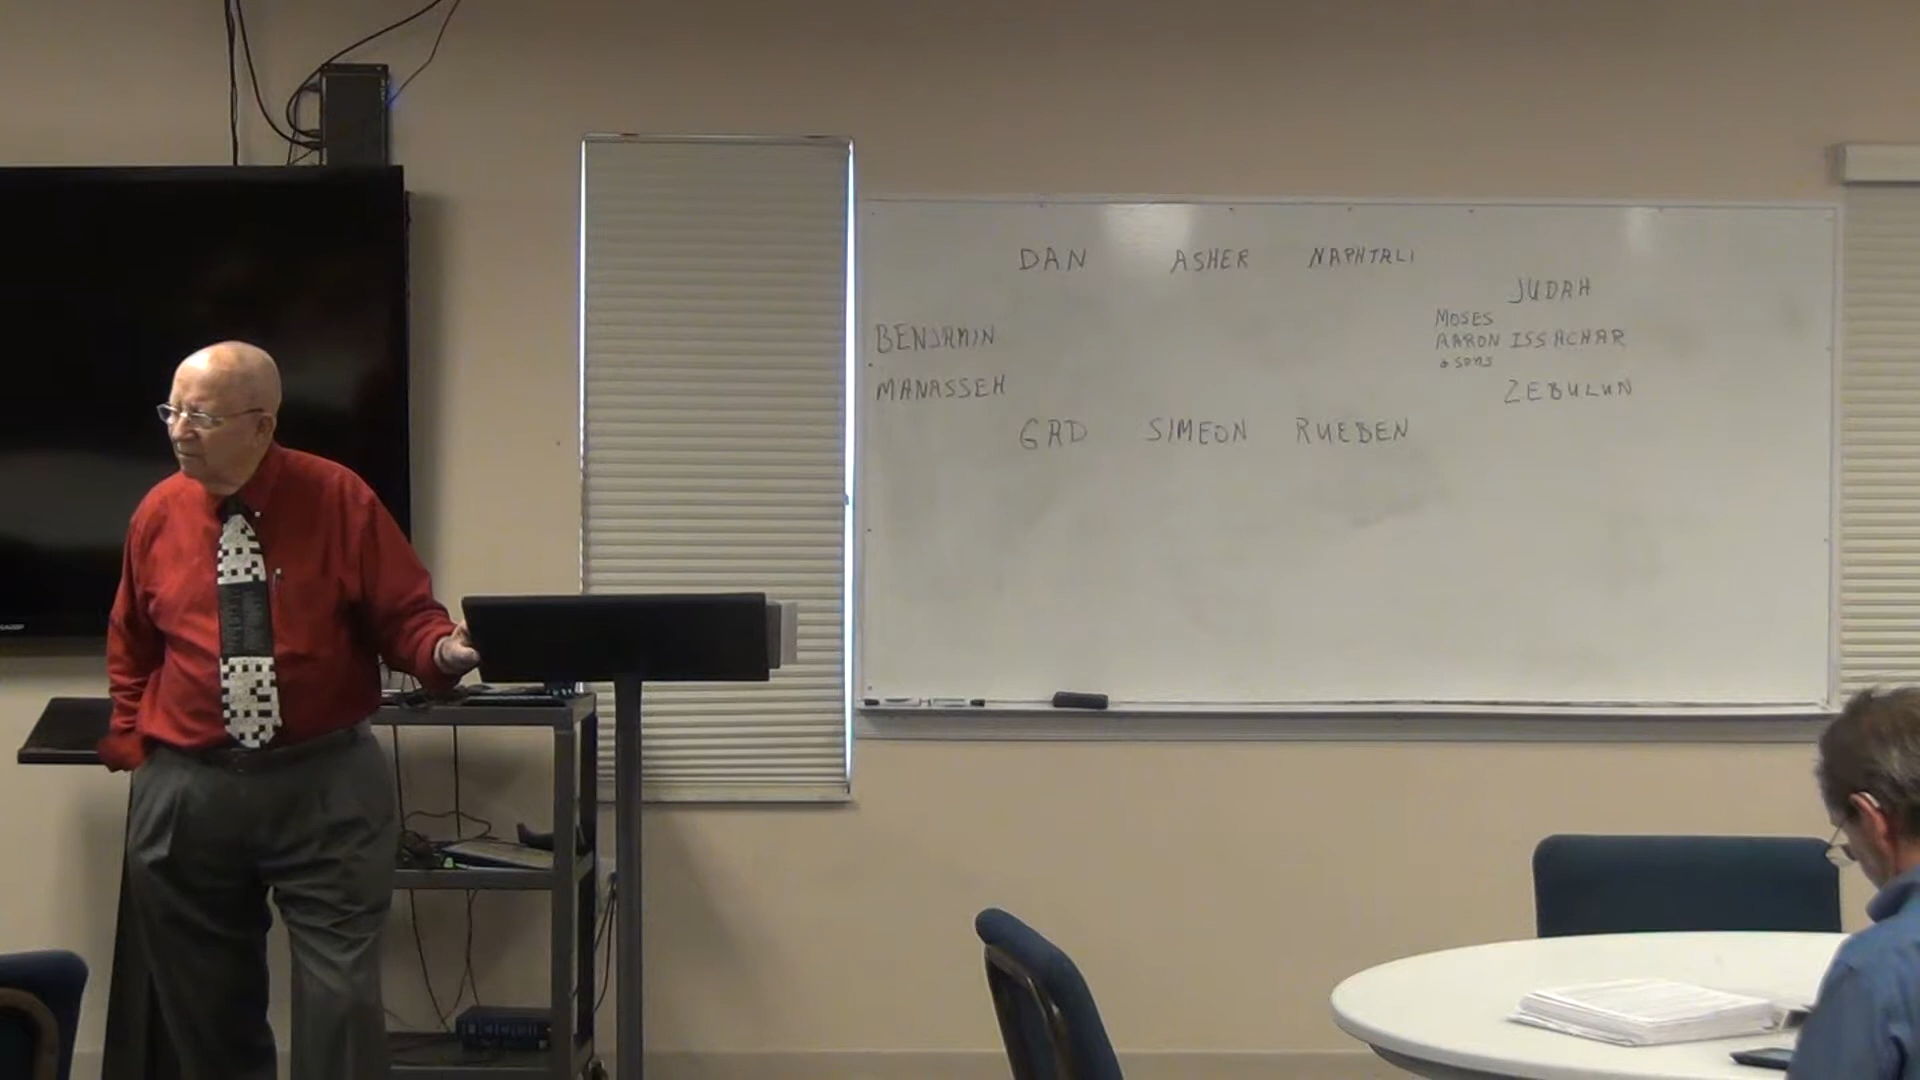 DAN ASHER NAPHTALI
JUDAH
MOSES
BENJAMIN AARON ISSACHAR
& SONS
MANASSEH ZEBULUN
GAD SIMEON RUEBEN